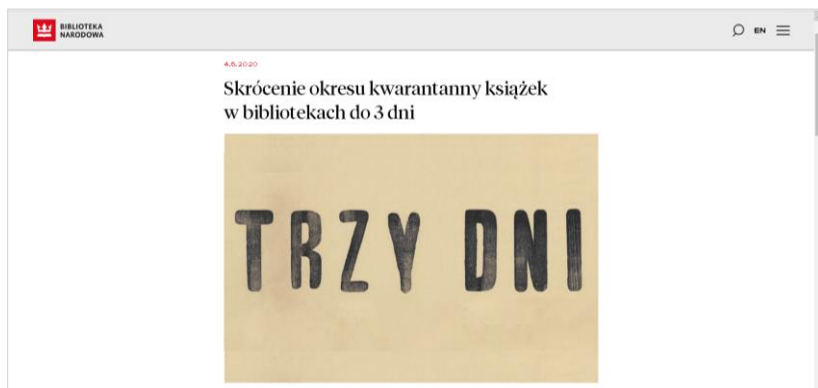 BIBLIOTEKA
NARODOWA
EN
4.6.2020
Skrócenie okresu kwarantanny książek
w bibliotekach do 3 dni
TRZY DNI